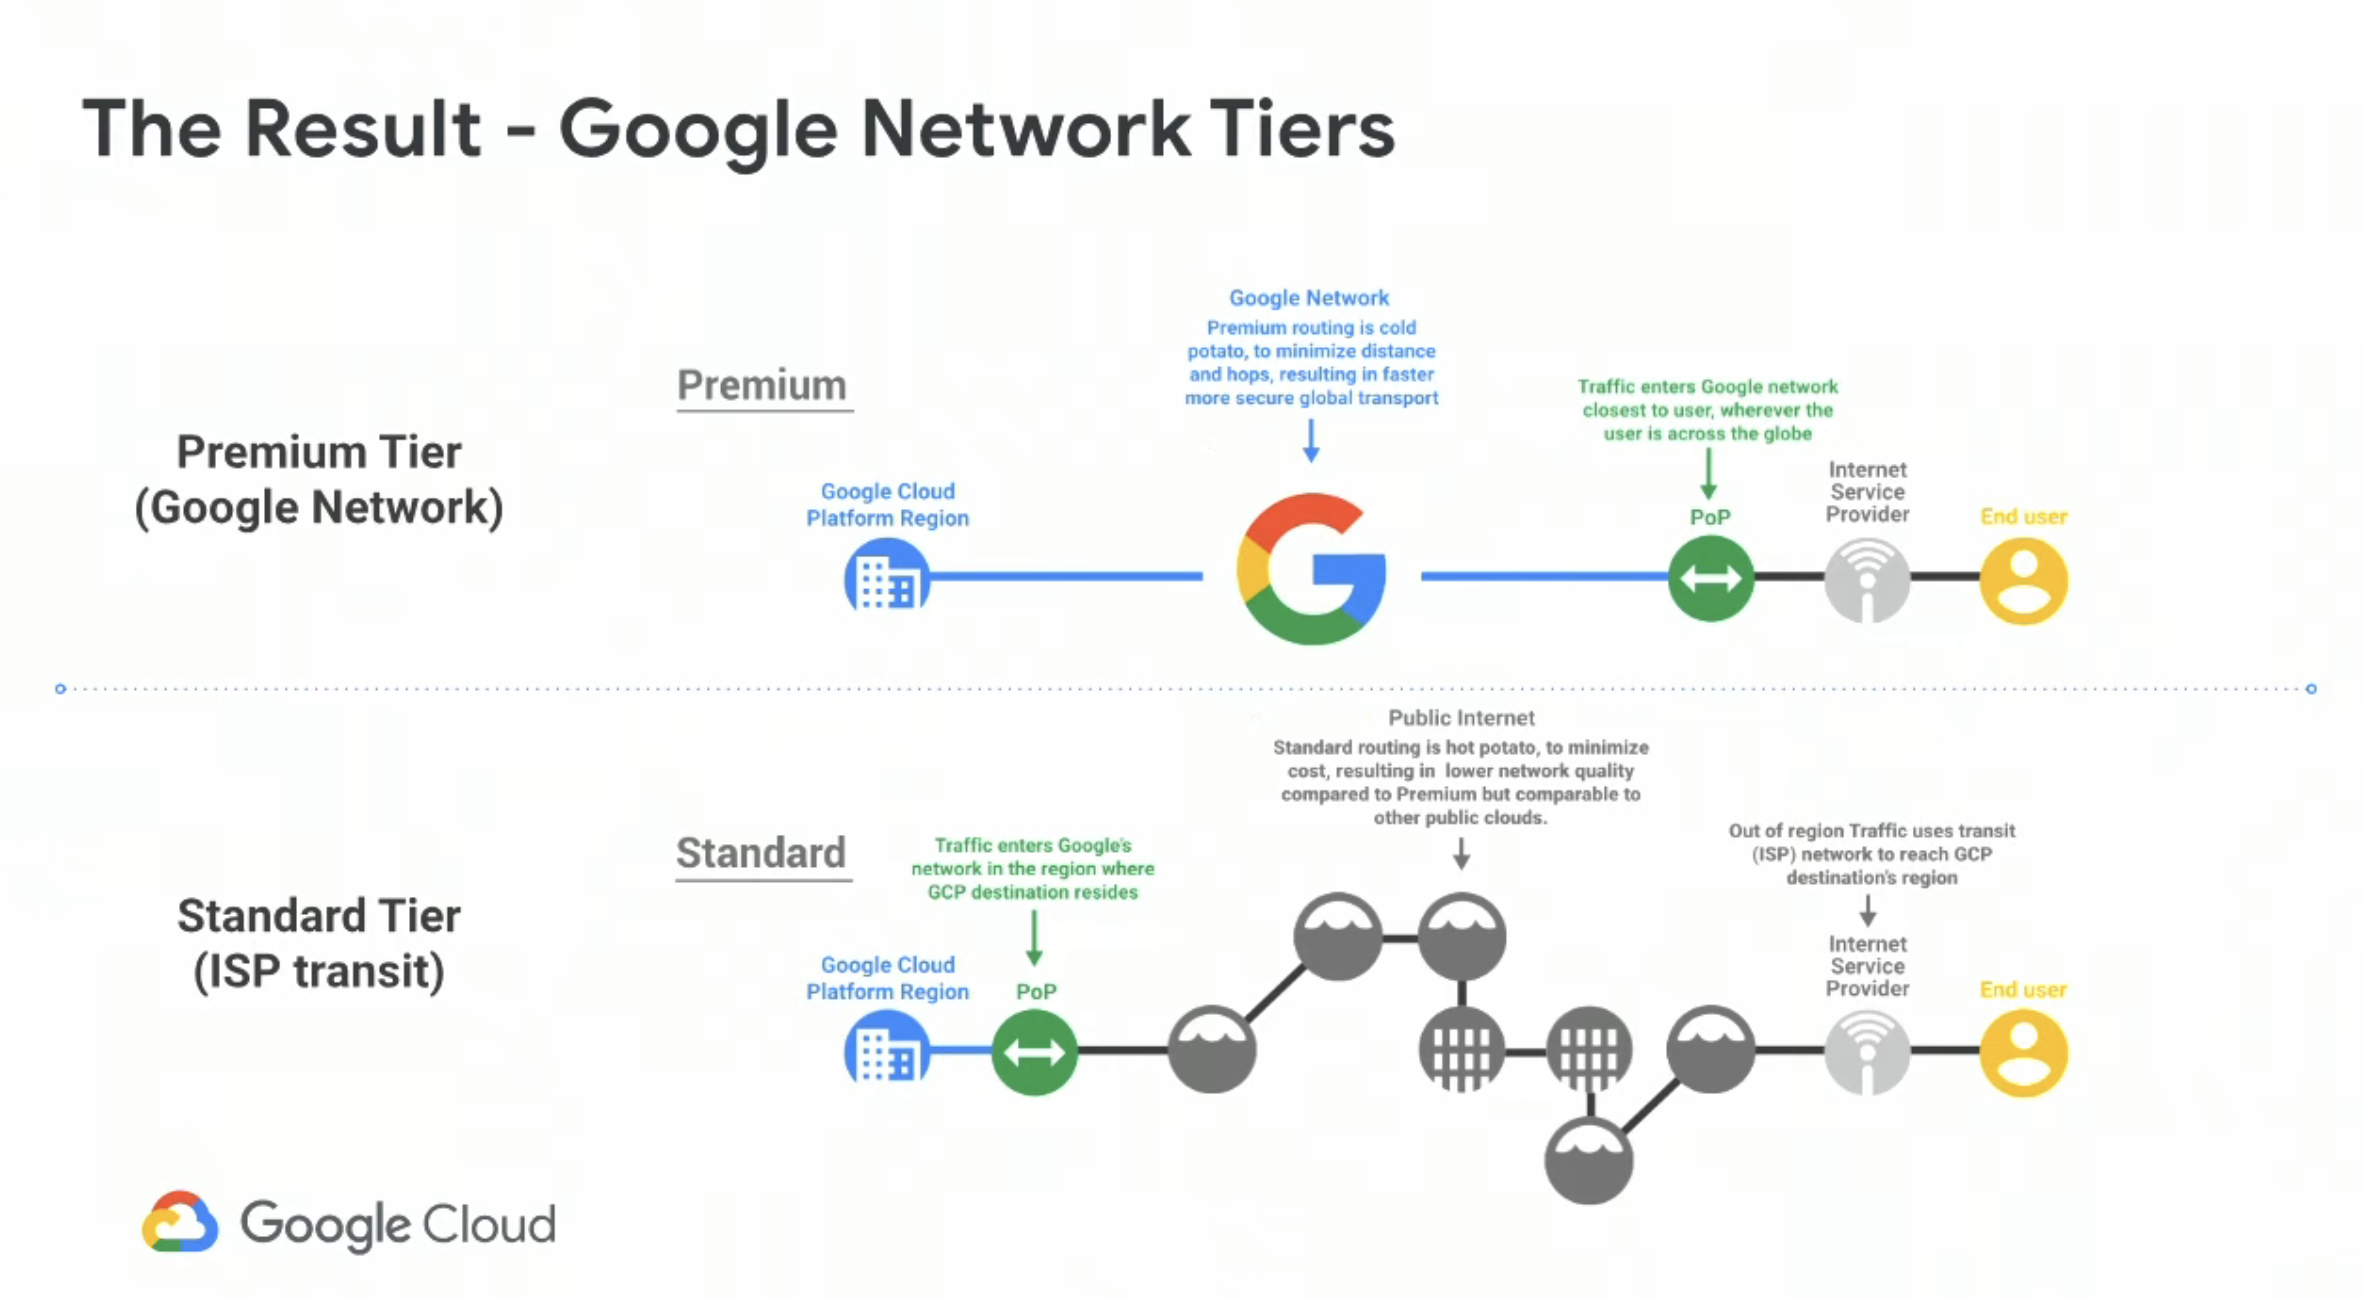 The Result - Google Network Tiers
Google Network
Premium routing is cold
potato, to minimize distance
and hops, resulting in faster
more secure global transport
Premium
Traffic enters Google network
closest to user, wherever the
user is across the globe
Premium Tier
(Google Network)
Google Cloud
Platform Region
PoP
Internet
Service
Provider
End user
Public Internet
Standard routing is hot potato, to minimize
cost, resulting in lower network quality
compared to Premium but comparable to
other public clouds.
Standard
Traffic enters Google's
network in the region where
GCP destination resides
Out of region Traffic uses transit
(ISP) network to reach GCP
destination's region
Standard Tier
(ISP transit)
Google Cloud
Platform Region
PoP
Internet
Service
Provider
End user
Google Cloud